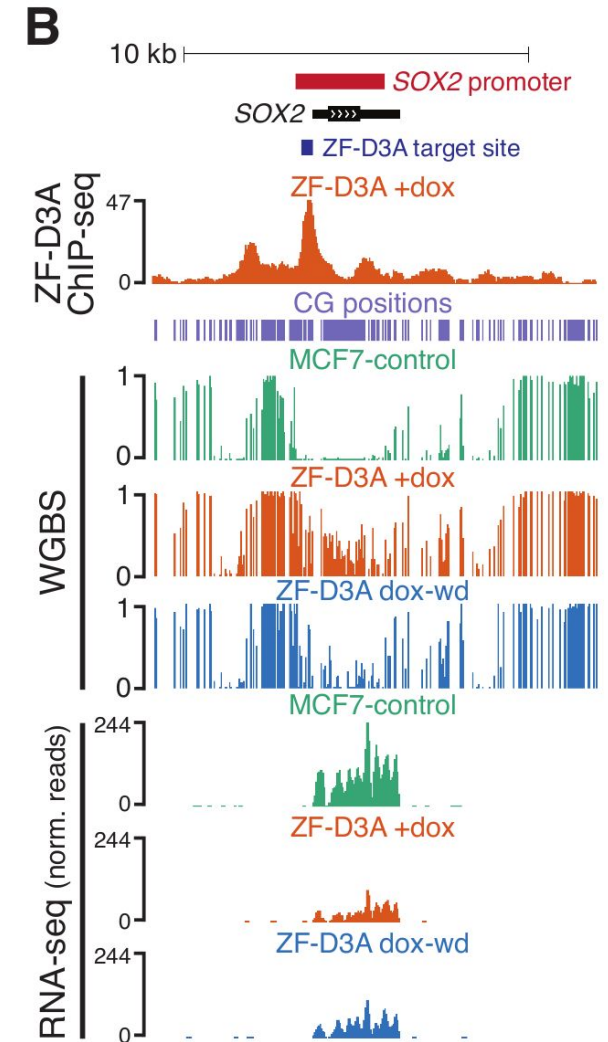 B
10 kb
SOX2 promoter
SOX2
ZF-D3A target site
ZF-D3A
ChIP-seq
ZF-D3A +dox
47
0
CG positions
WGBS
MCF7-control
1
0
ZF-D3A +dox
1
0
ZF-D3A dox-wd
1
0
RNA-seq (norm. reads)
MCF7-control
244
0
ZF-D3A +dox
244
0
ZF-D3A dox-wd
244
0